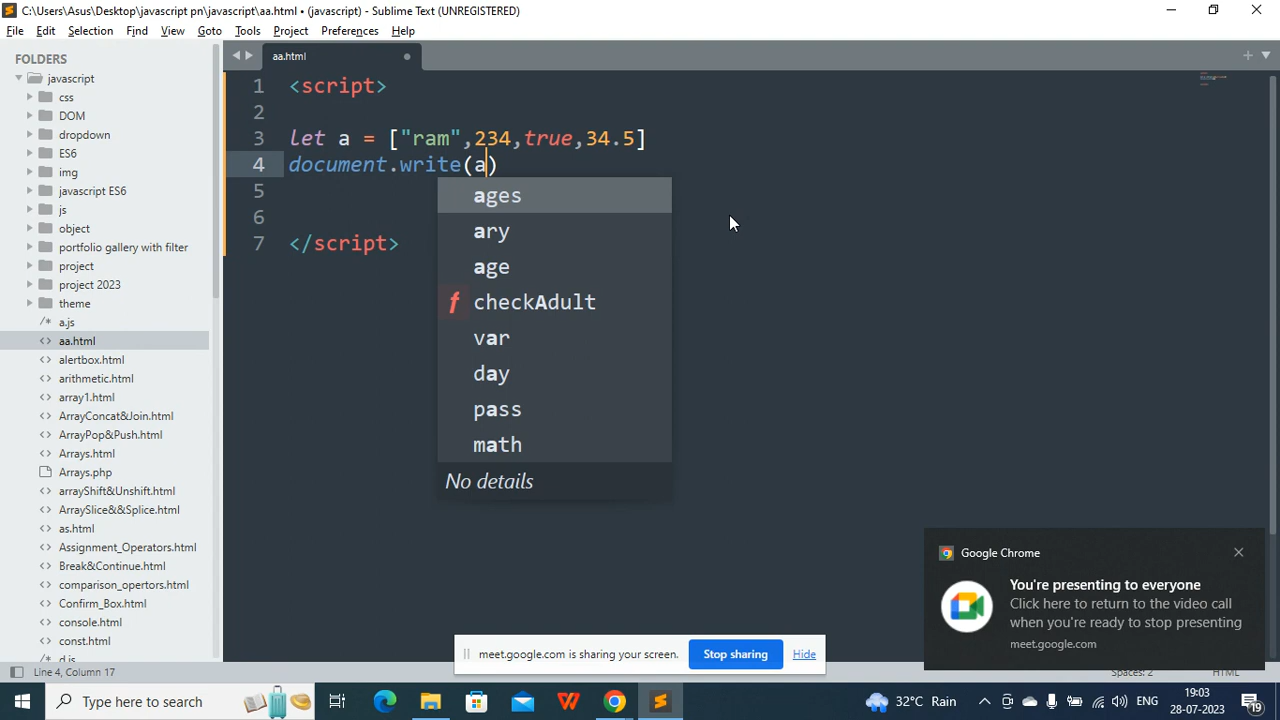 C:\Users\Asus\Desktop\javascript pn\javascript\aa.html • (javascript) - Sublime Text (UNREGISTERED)
File Edit Selection Find View Goto Tools Project Preferences Help
FOLDERS
javascript
css
DOM
dropdown
ES6
img
javascript ES6
js
object
portfolio gallery with filter
project
project 2023
theme
/* a.js
<> aa.html
<> alertbox.html
<> arithmetic.html
<> array1.html
<> ArrayConcat&Join.html
<> ArrayPop&Push.html
<> Arrays.html
Arrays.php
<> arrayShift&Unshift.html
<> ArraySlice&&Splice.html
<> as.html
<> Assignment_Operators.html
<> Break&Continue.html
<> comparison_opertors.html
<> Confirm_Box.html
<> console.html
<> const.html
/* d.js
aa.html
1 <script>
2
3 let a = ["ram",234,true,34.5]
4 document.write(a)
5
6
7 </script>
ages
ary
age
f checkAdult
var
day
pass
math
No details
Google Chrome
You're presenting to everyone
Click here to return to the video call
when you're ready to stop presenting
meet.google.com
meet.google.com is sharing your screen. Stop sharing Hide
Line 4, Column 17
Spaces: 2 HTML
Type here to search
32°C Rain
ENG
19:03
28-07-2023
19